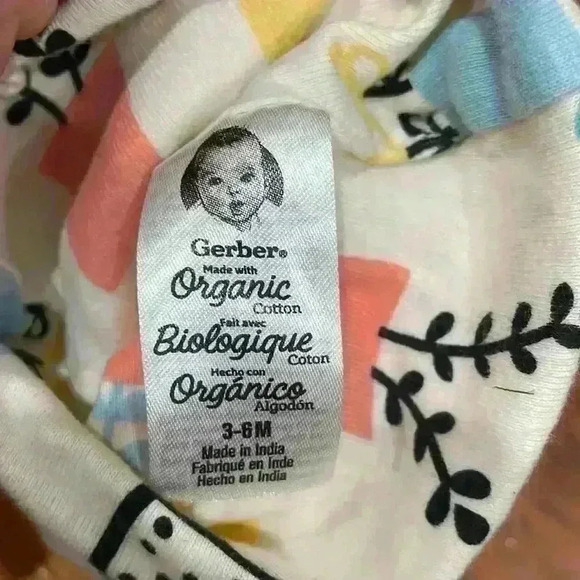 Gerber®
Made with
Organic
Cotton
Fait avec
Biologique
Coton
Hecho con
Orgánico
Algodón
3-6 M
Made in India
Fabriqué en Inde
Hecho en India